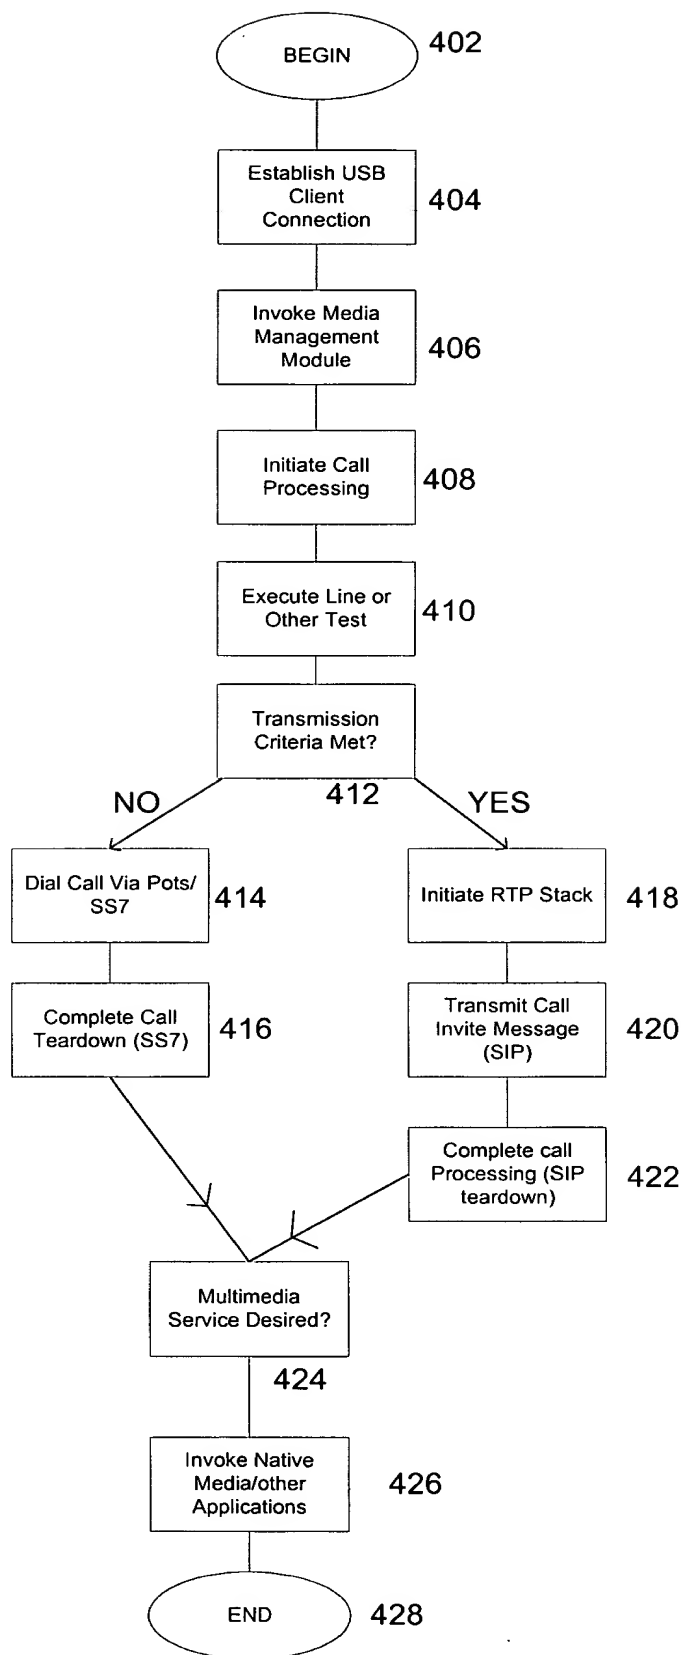 BEGIN
402
Establish USB
Client
Connection
404
Invoke Media
Management
Module
406
Initiate Call
Processing
408
Execute Line or
Other Test
410
Transmission
Criteria Met?
412
NO
YES
Dial Call Via Pots/
SS7
414
Initiate RTP Stack
418
Complete Call
Teardown (SS7)
416
Transmit Call
Invite Message
(SIP)
420
Complete call
Processing (SIP
teardown)
422
Multimedia
Service Desired?
424
Invoke Native
Media/other
Applications
426
END
428